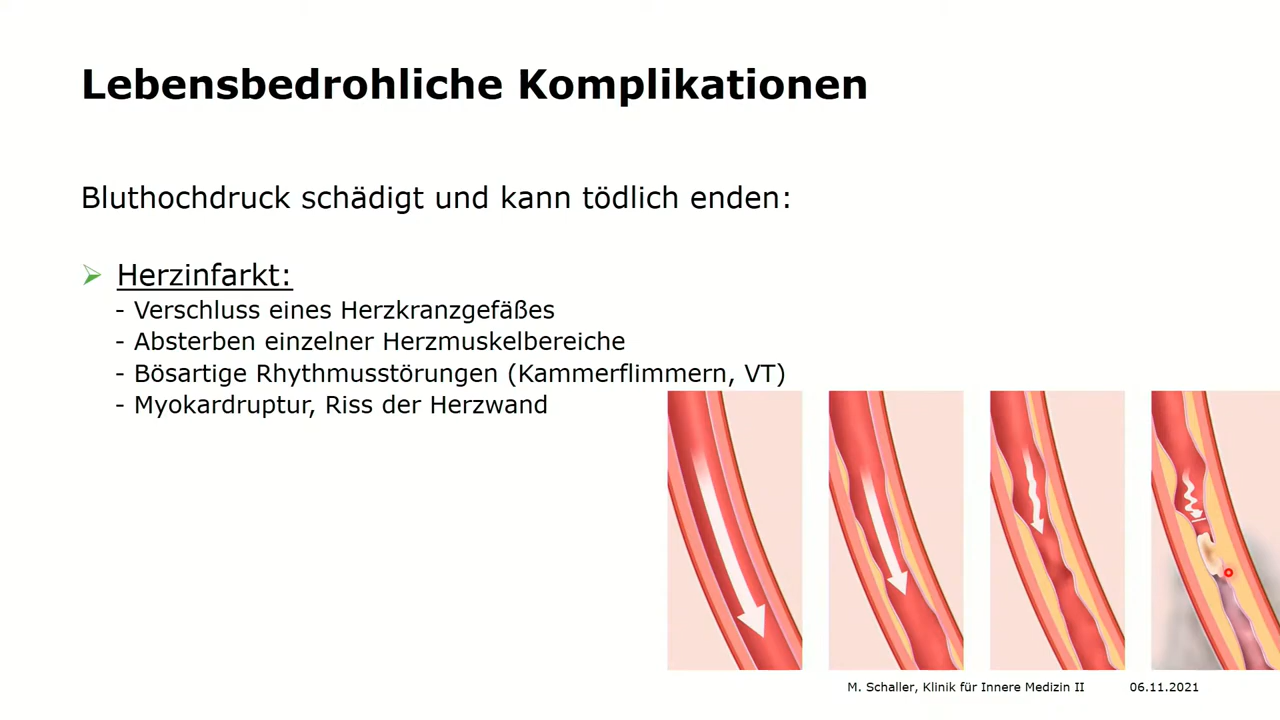 Lebensbedrohliche Komplikationen
Bluthochdruck schädigt und kann tödlich enden:
Herzinfarkt:
- Verschluss eines Herzkranzgefäßes
- Absterben einzelner Herzmuskelbereiche
- Bösartige Rhythmusstörungen (Kammerflimmern, VT)
- Myokardruptur, Riss der Herzwand
M. Schaller, Klinik für Innere Medizin II 06.11.2021